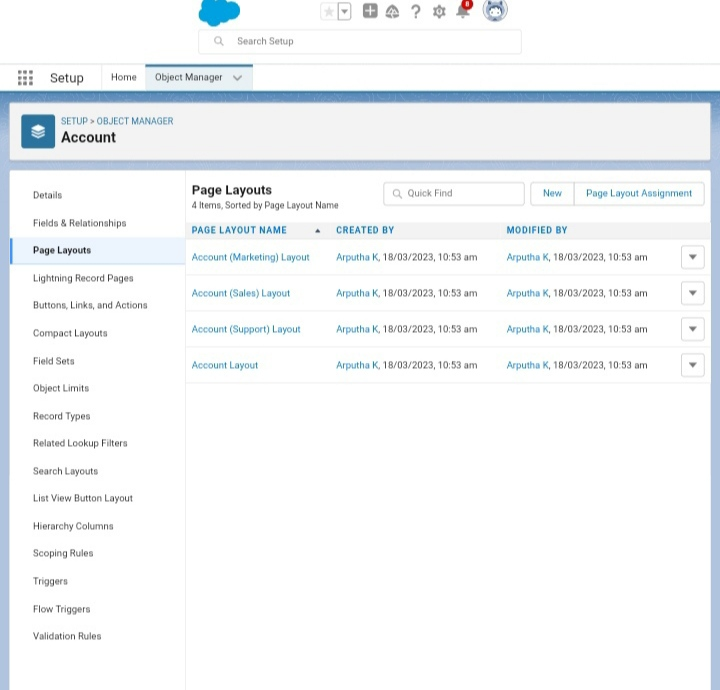 8
Search Setup
Setup
Home
Object Manager
SETUP > OBJECT MANAGER
Account
Details
Fields & Relationships
Page Layouts
Lightning Record Pages
Buttons, Links, and Actions
Compact Layouts
Field Sets
Object Limits
Record Types
Related Lookup Filters
Search Layouts
List View Button Layout
Hierarchy Columns
Scoping Rules
Triggers
Flow Triggers
Validation Rules
Page Layouts
4 Items, Sorted by Page Layout Name
Quick Find
New
Page Layout Assignment
PAGE LAYOUT NAME CREATED BY MODIFIED BY
Account (Marketing) Layout Arputha K, 18/03/2023, 10:53 am Arputha K, 18/03/2023, 10:53 am
Account (Sales) Layout Arputha K, 18/03/2023, 10:53 am Arputha K, 18/03/2023, 10:53 am
Account (Support) Layout Arputha K, 18/03/2023, 10:53 am Arputha K, 18/03/2023, 10:53 am
Account Layout Arputha K, 18/03/2023, 10:53 am Arputha K, 18/03/2023, 10:53 am